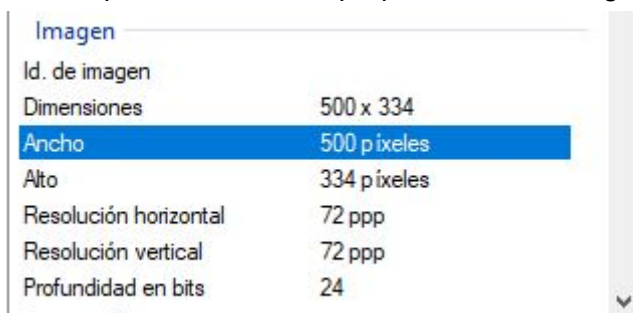 Imagen
Id. de imagen
Dimensiones 500 x 334
Ancho 500 píxeles
Alto 334 píxeles
Resolución horizontal 72 ppp
Resolución vertical 72 ppp
Profundidad en bits 24